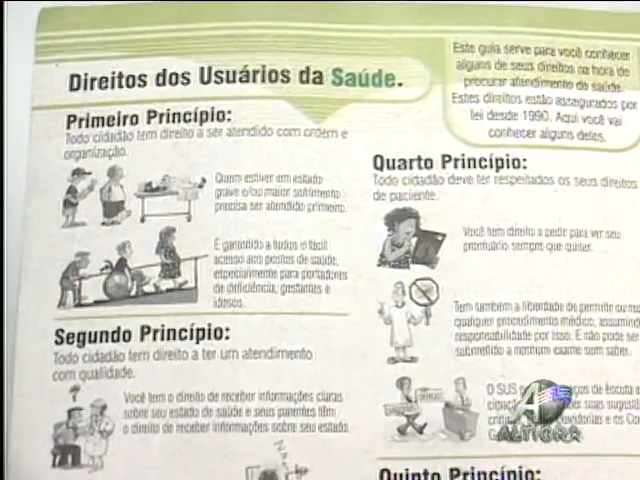 Direitos dos Usuários da Saúde.
Este guia serve para você conhecer
alguns de seus direitos na hora de
procurar atendimento de saúde.
Estes direitos estão assegurados por
lei desde 1990. Aqui você vai
conhecer alguns deles.
Primeiro Princípio:
Todo cidadão tem direito a ser atendido com ordem e
organização.
Quem estiver em estado
grave e/ou maior sofrimento
precisa ser atendido primeiro.
É garantido a todos o fácil
acesso aos postos de saúde,
especialmente para portadores
de deficiência, gestantes e
idosos.
Segundo Princípio:
Todo cidadão tem direito a ter um atendimento
com qualidade.
Você tem o direito de receber informações claras
sobre seu estado de saúde e seus parentes têm
o direito de receber informações sobre seu estado.
Quarto Princípio:
Todo cidadão deve ter respeitados os seus direitos
de paciente.
Você tem direito a pedir para ver seu
prontuário sempre que quiser.
Tem também a liberdade de permitir ou
qualquer procedimento médico, assumind
responsabilidade por isso. E não pode ser
submetido a nenhum exame sem saber.
O SUS de escuta e
suas
Ouvidorias e os
ALTIORA
Quinto Princípio: